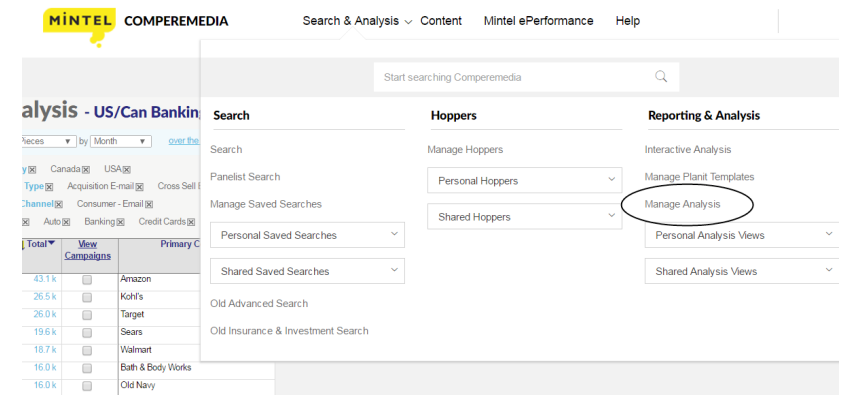 MINTEL COMPEREMEDIA Search & Analysis Content Mintel ePerformance Help
Start searching Comperemedia
alysis - US/Can Bankin
Search Hoppers Reporting & Analysis
Pieces by Month over the
Search Manage Hoppers Interactive Analysis
y Canada USA
Panelist Search Personal Hoppers Manage Planit Templates
Type Acquisition E-mail Cross Sell
Manage Saved Searches Manage Analysis
Channel Consumer - Email
Shared Hoppers
Auto Banking Credit Cards
Personal Saved Searches Personal Analysis Views
Total View Campaigns Primary C
Shared Saved Searches Shared Analysis Views
43.1 k Amazon
26.5 k Kohl's
Old Advanced Search
26.0 k Target
19.6 k Sears
Old Insurance & Investment Search
18.7 k Walmart
16.0 k Bath & Body Works
16.0 k Old Navy